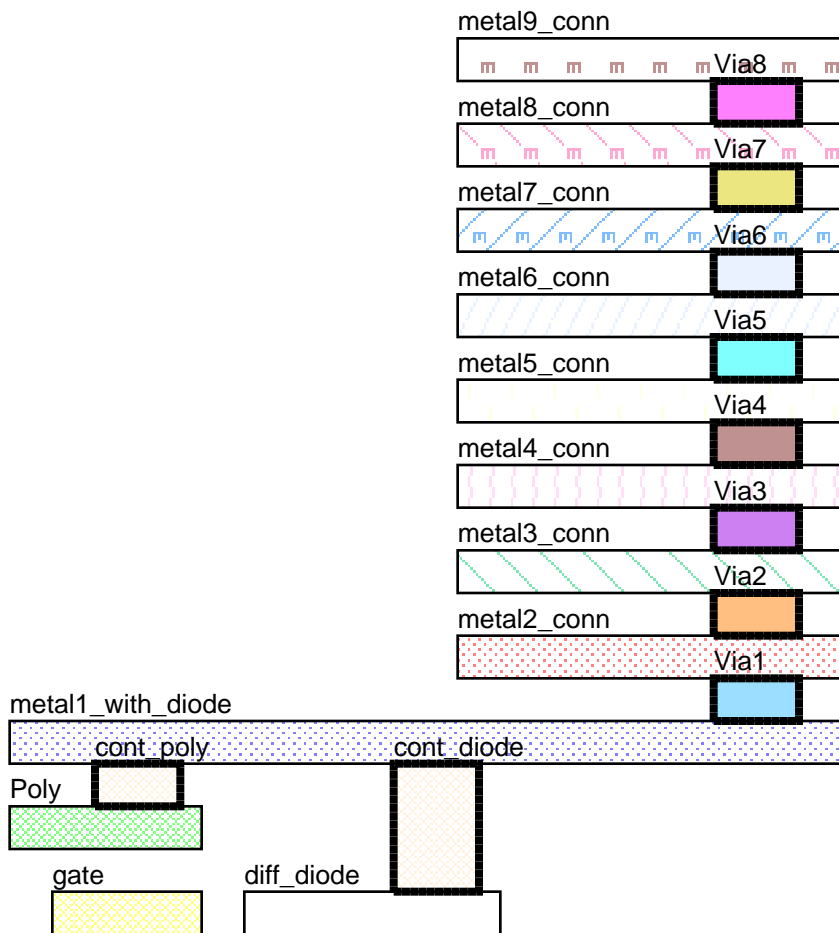 metal9_conn
Via8
metal8_conn
Via7
metal7_conn
Via6
metal6_conn
Via5
metal5_conn
Via4
metal4_conn
Via3
metal3_conn
Via2
metal2_conn
Via1
metal1_with_diode
cont_poly cont_diode
Poly
gate diff_diode